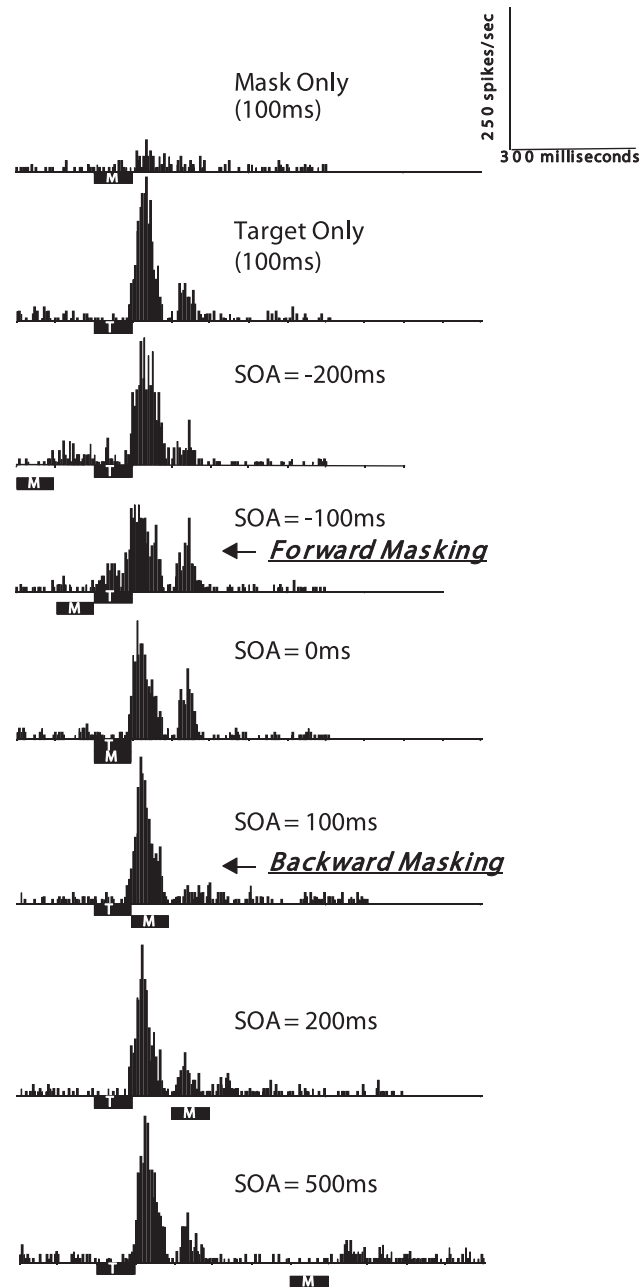 Mask Only
(100ms)
250 spikes/sec
300 milliseconds
M
Target Only
(100ms)
T
SOA = -200ms
T
M
SOA = -100ms
Forward Masking
T
M
SOA = 0ms
T
M
SOA = 100ms
Backward Masking
T
M
SOA = 200ms
T
M
SOA = 500ms
T
M